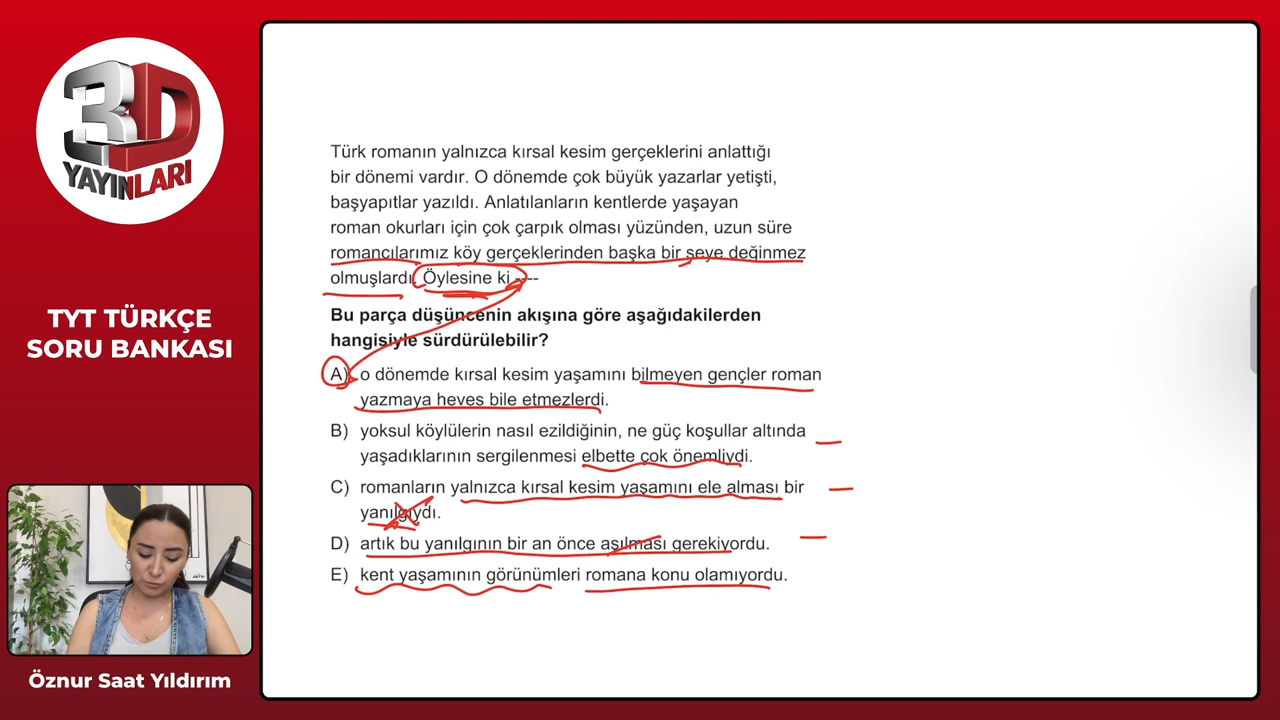 3D
YAYINLARI
TYT TÜRKÇE
SORU BANKASI
Öznur Saat Yıldırım
Türk romanın yalnızca kırsal kesim gerçeklerini anlattığı
bir dönemi vardır. O dönemde çok büyük yazarlar yetişti,
başyapıtlar yazıldı. Anlatılanların kentlerde yaşayan
roman okurları için çok çarpık olması yüzünden, uzun süre
romancılarımız köy gerçeklerinden başka bir şeye değinmez
olmuşlardı. Öylesine ki ----
Bu parça düşüncenin akışına göre aşağıdakilerden
hangisiyle sürdürülebilir?
A) o dönemde kırsal kesim yaşamını bilmeyen gençler roman
yazmaya heves bile etmezlerdi.
B) yoksul köylülerin nasıl ezildiğinin, ne güç koşullar altında
yaşadıklarının sergilenmesi elbette çok önemliydi.
C) romanların yalnızca kırsal kesim yaşamını ele alması bir
yanılgıydı.
D) artık bu yanılgının bir an önce aşılması gerekiyordu.
E) kent yaşamının görünümleri romana konu olamıyordu.